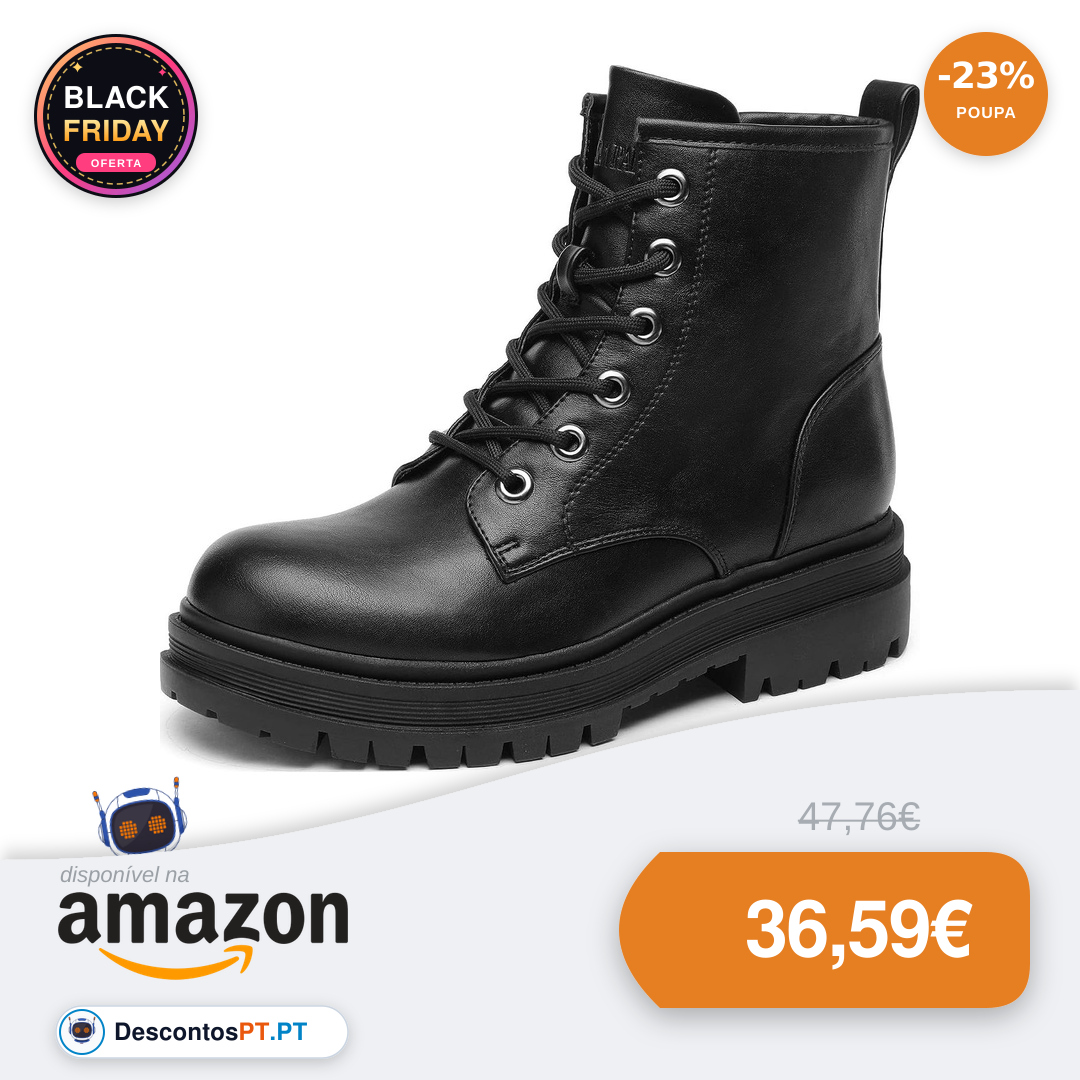 BLACK
FRIDAY
OFERTA
-23%
POUPA
47,76€
36,59€
disponível na
amazon
DescontosPT.PT